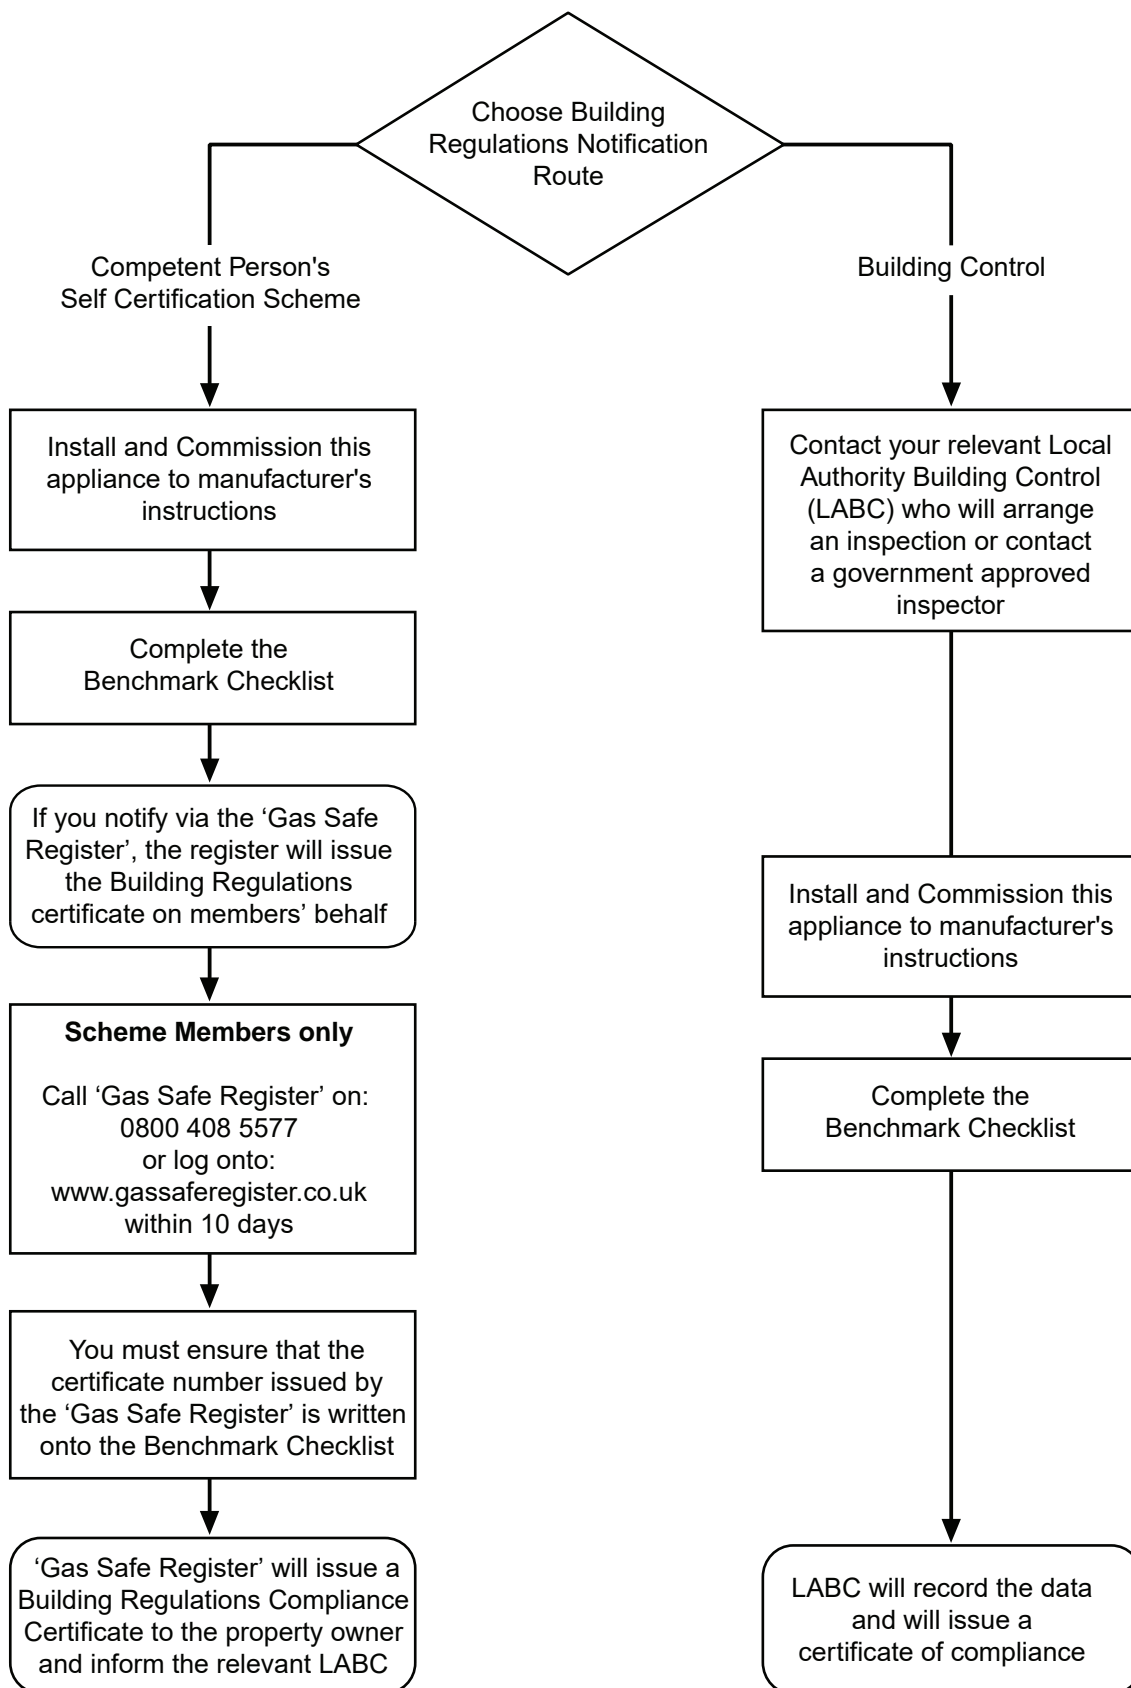 Choose Building
Regulations Notification
Route
Competent Person's
Self Certification Scheme
Building Control
Install and Commission this
appliance to manufacturer's
instructions
Complete the
Benchmark Checklist
If you notify via the ‘Gas Safe
Register’, the register will issue
the Building Regulations
certificate on members’ behalf
Scheme Members only
Call ‘Gas Safe Register’ on:
0800 408 5577
or log onto:
www.gassaferegister.co.uk
within 10 days
You must ensure that the
certificate number issued by
the ‘Gas Safe Register’ is written
onto the Benchmark Checklist
‘Gas Safe Register’ will issue a
Building Regulations Compliance
Certificate to the property owner
and inform the relevant LABC
Contact your relevant Local
Authority Building Control
(LABC) who will arrange
an inspection or contact
a government approved
inspector
Install and Commission this
appliance to manufacturer's
instructions
Complete the
Benchmark Checklist
LABC will record the data
and will issue a
certificate of compliance